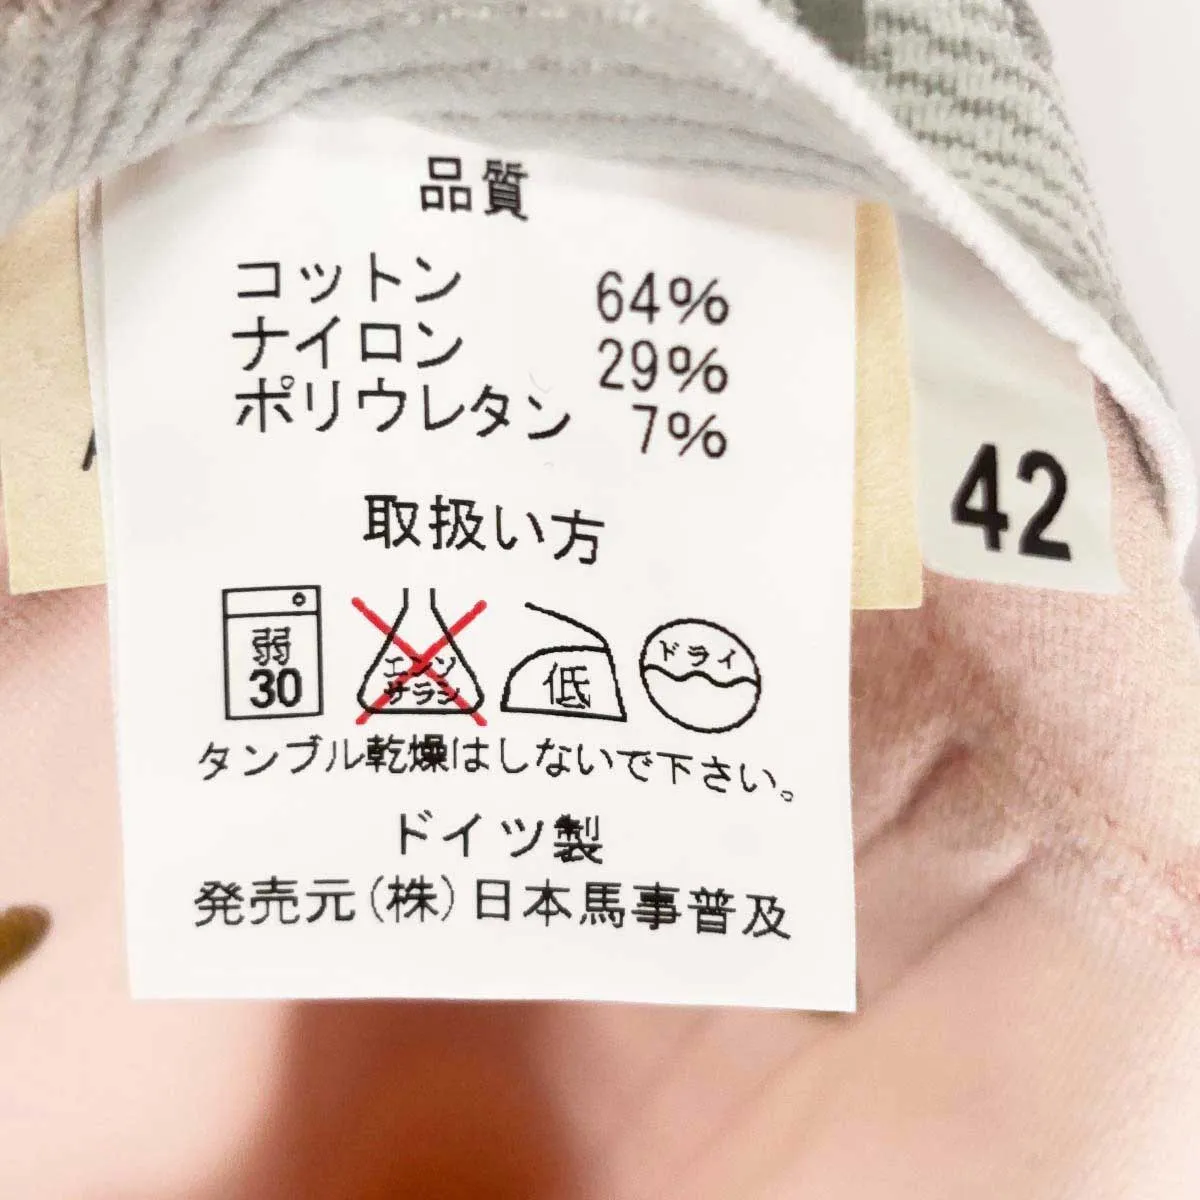 品質
コットン 64%
ナイロン 29%
ポリウレタン 7%
取扱い方
弱
30
エンソ
サラシ
低
ドライ
タンブル乾燥はしないで下さい。
ドイツ製
発売元(株)日本馬事普及
42